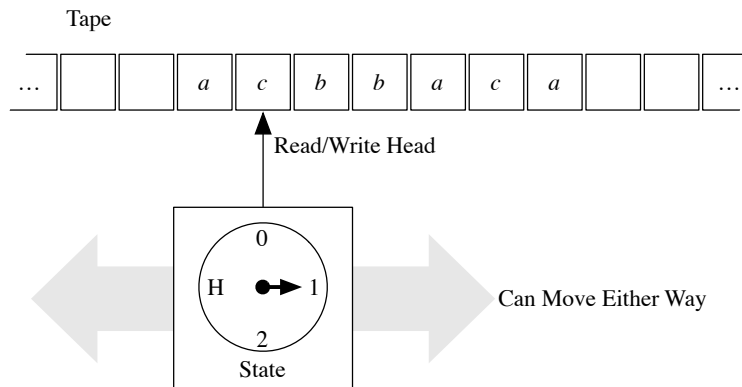 Tape
... a c b b a c a ...
Read/Write Head
0
H 1
Can Move Either Way
2
State